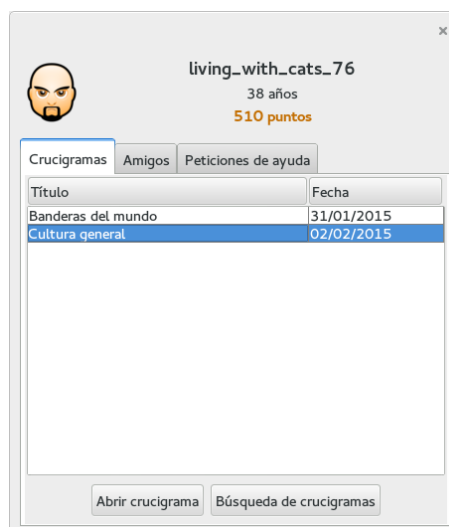 living_with_cats_76
38 años
510 puntos
Crucigramas Amigos Peticiones de ayuda
Título Fecha
Banderas del mundo 31/01/2015
Cultura general 02/02/2015
Abrir crucigrama Búsqueda de crucigramas